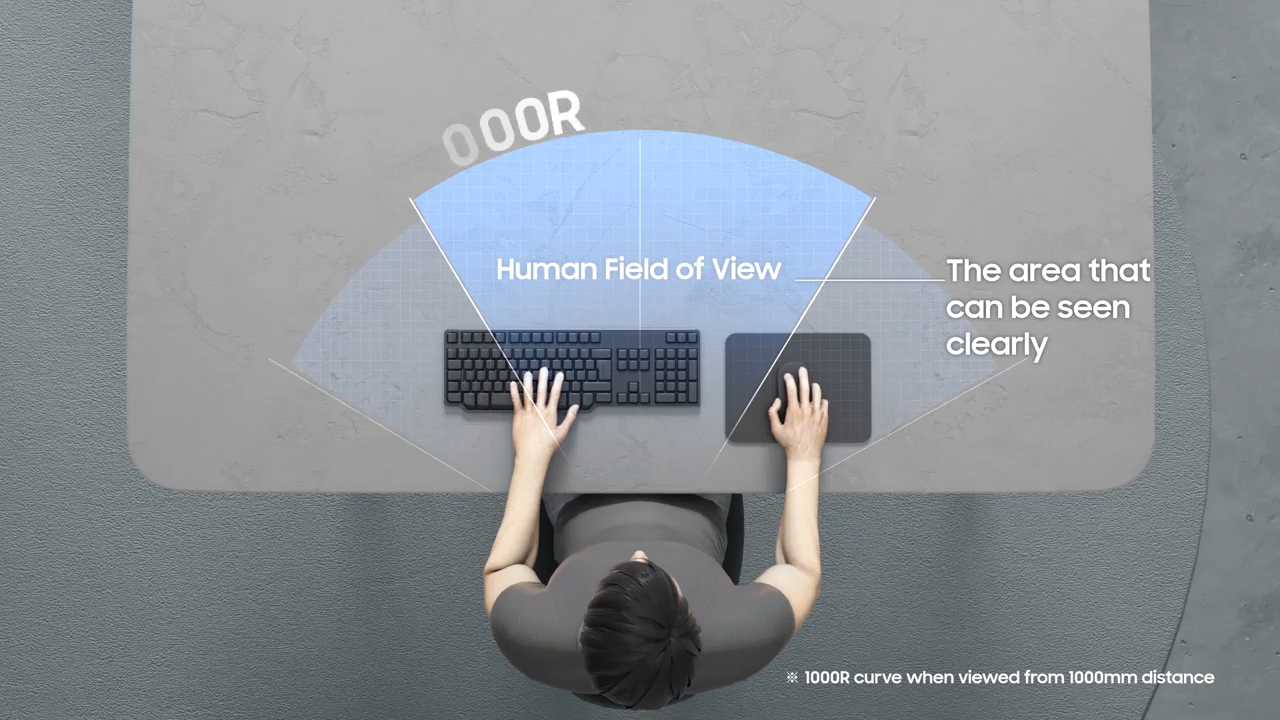 000R
Human Field of View
The area that
can be seen
clearly
※ 1000R curve when viewed from 1000mm distance